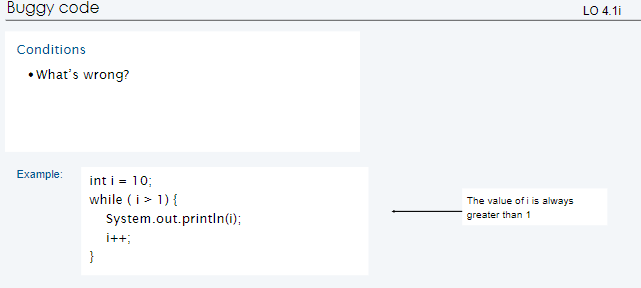 Buggy code
LO 4.1i
Conditions
•What's wrong?
Example:
int i = 10;
while ( i > 1) {
System.out.println(i);
i++;
}
The value of i is always
greater than 1